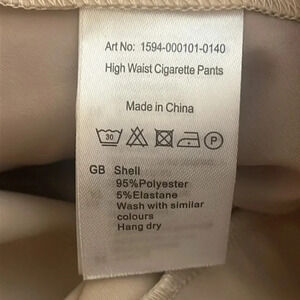 Art No: 1594-000101-0140
High Waist Cigarette Pants
Made in China
30 P
GB Shell
95%Polyester
5%Elastane
Wash with similar
colours
Hang dry